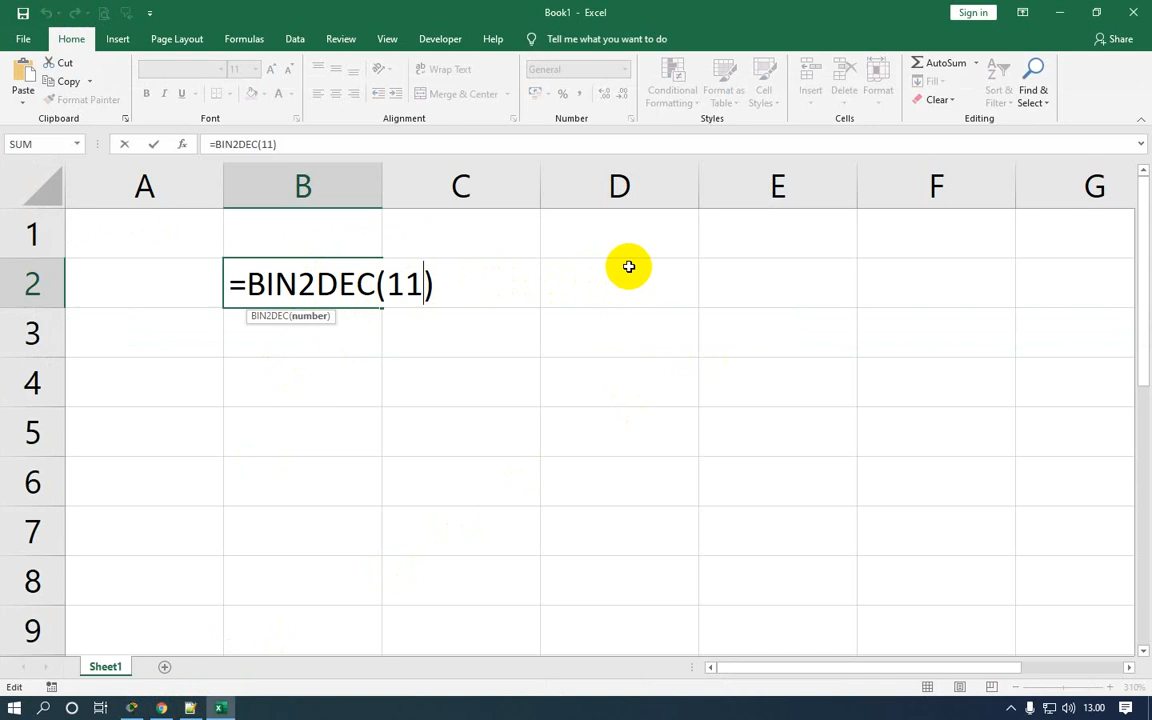 Book1 - Excel
Sign in
File Home Insert Page Layout Formulas Data Review View Developer Help Tell me what you want to do Share
Paste
Cut
Copy
Format Painter
Clipboard
11
B I U
Font
Wrap Text
Merge & Center
Alignment
General
Number
Conditional Formatting
Format as Table
Cell Styles
Styles
Insert
Delete
Format
Cells
AutoSum
Fill
Clear
Sort & Filter
Find & Select
Editing
SUM
fx
=BIN2DEC(11)
A B C D E F G
1
2 =BIN2DEC(11)
BIN2DEC(number)
3
4
5
6
7
8
9
Sheet1
Edit
310%
13.00